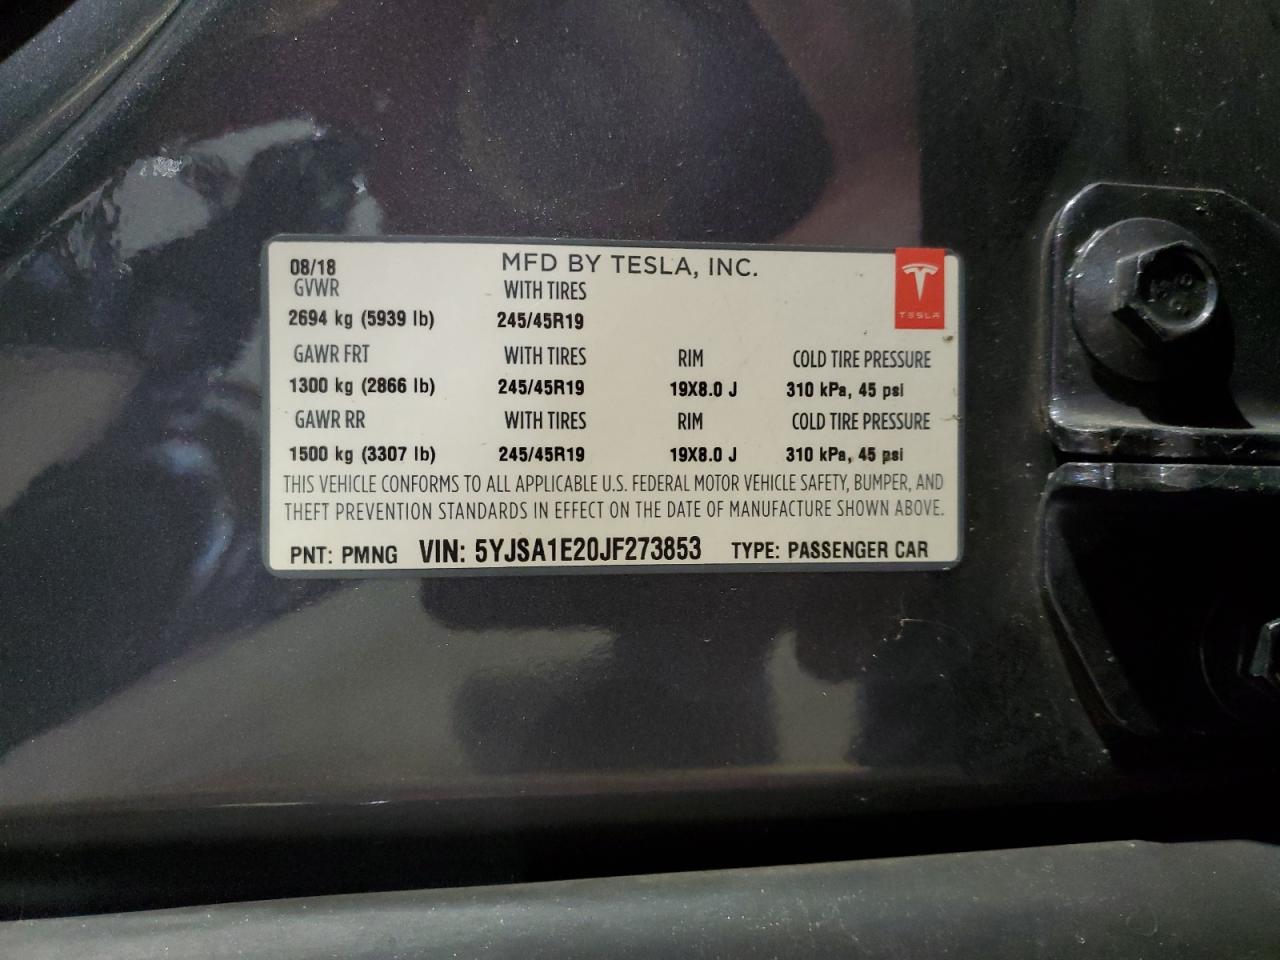 08/18 MFD BY TESLA, INC.
GVWR WITH TIRES
2694 kg (5939 lb) 245/45R19
TESLA
GAWR FRT WITH TIRES RIM COLD TIRE PRESSURE
1300 kg (2866 lb) 245/45R19 19X8.0 J 310 kPa, 45 psi
GAWR RR WITH TIRES RIM COLD TIRE PRESSURE
1500 kg (3307 lb) 245/45R19 19X8.0 J 310 kPa, 45 psi
THIS VEHICLE CONFORMS TO ALL APPLICABLE U.S. FEDERAL MOTOR VEHICLE SAFETY, BUMPER, AND
THEFT PREVENTION STANDARDS IN EFFECT ON THE DATE OF MANUFACTURE SHOWN ABOVE.
PNT: PMNG VIN: 5YJSA1E20JF273853 TYPE: PASSENGER CAR